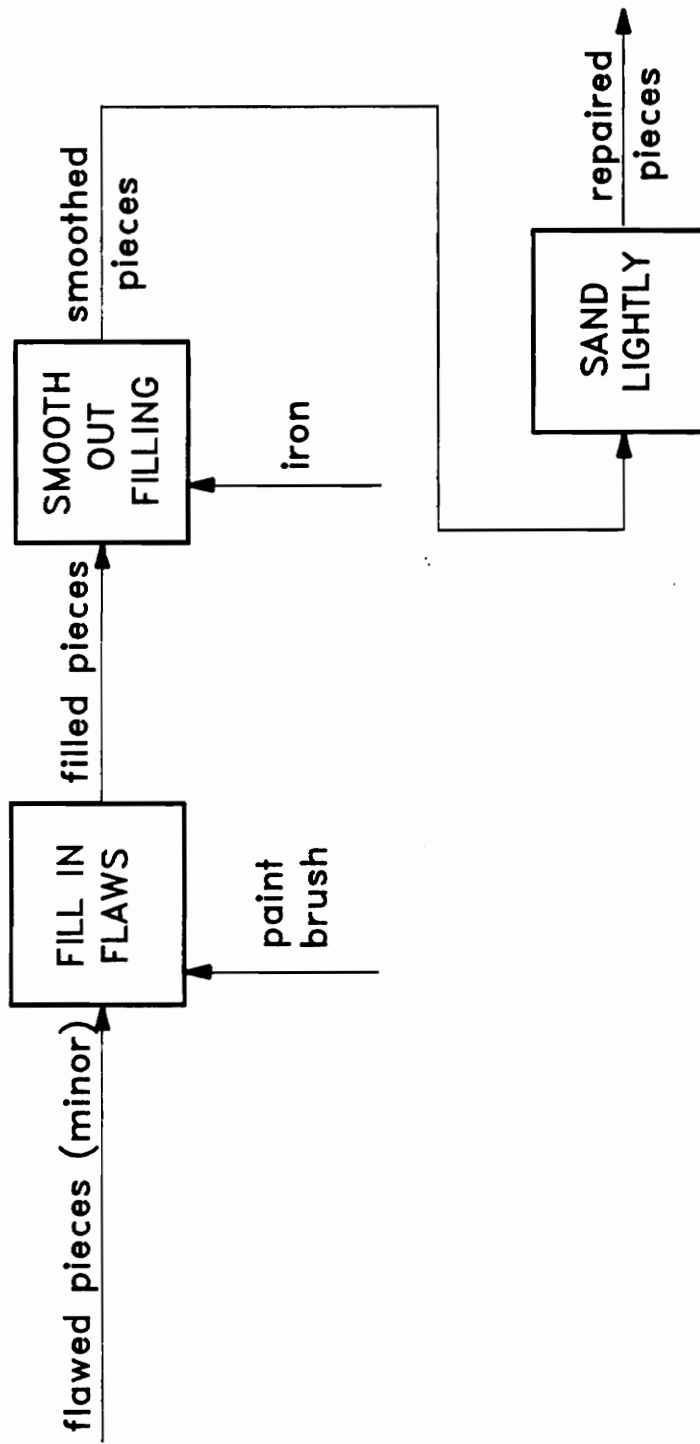 flawed pieces (minor)
FILL IN
FLAWS
paint
brush
filled pieces
SMOOTH
OUT
FILLING
iron
smoothed
pieces
SAND
LIGHTLY
repaired
pieces